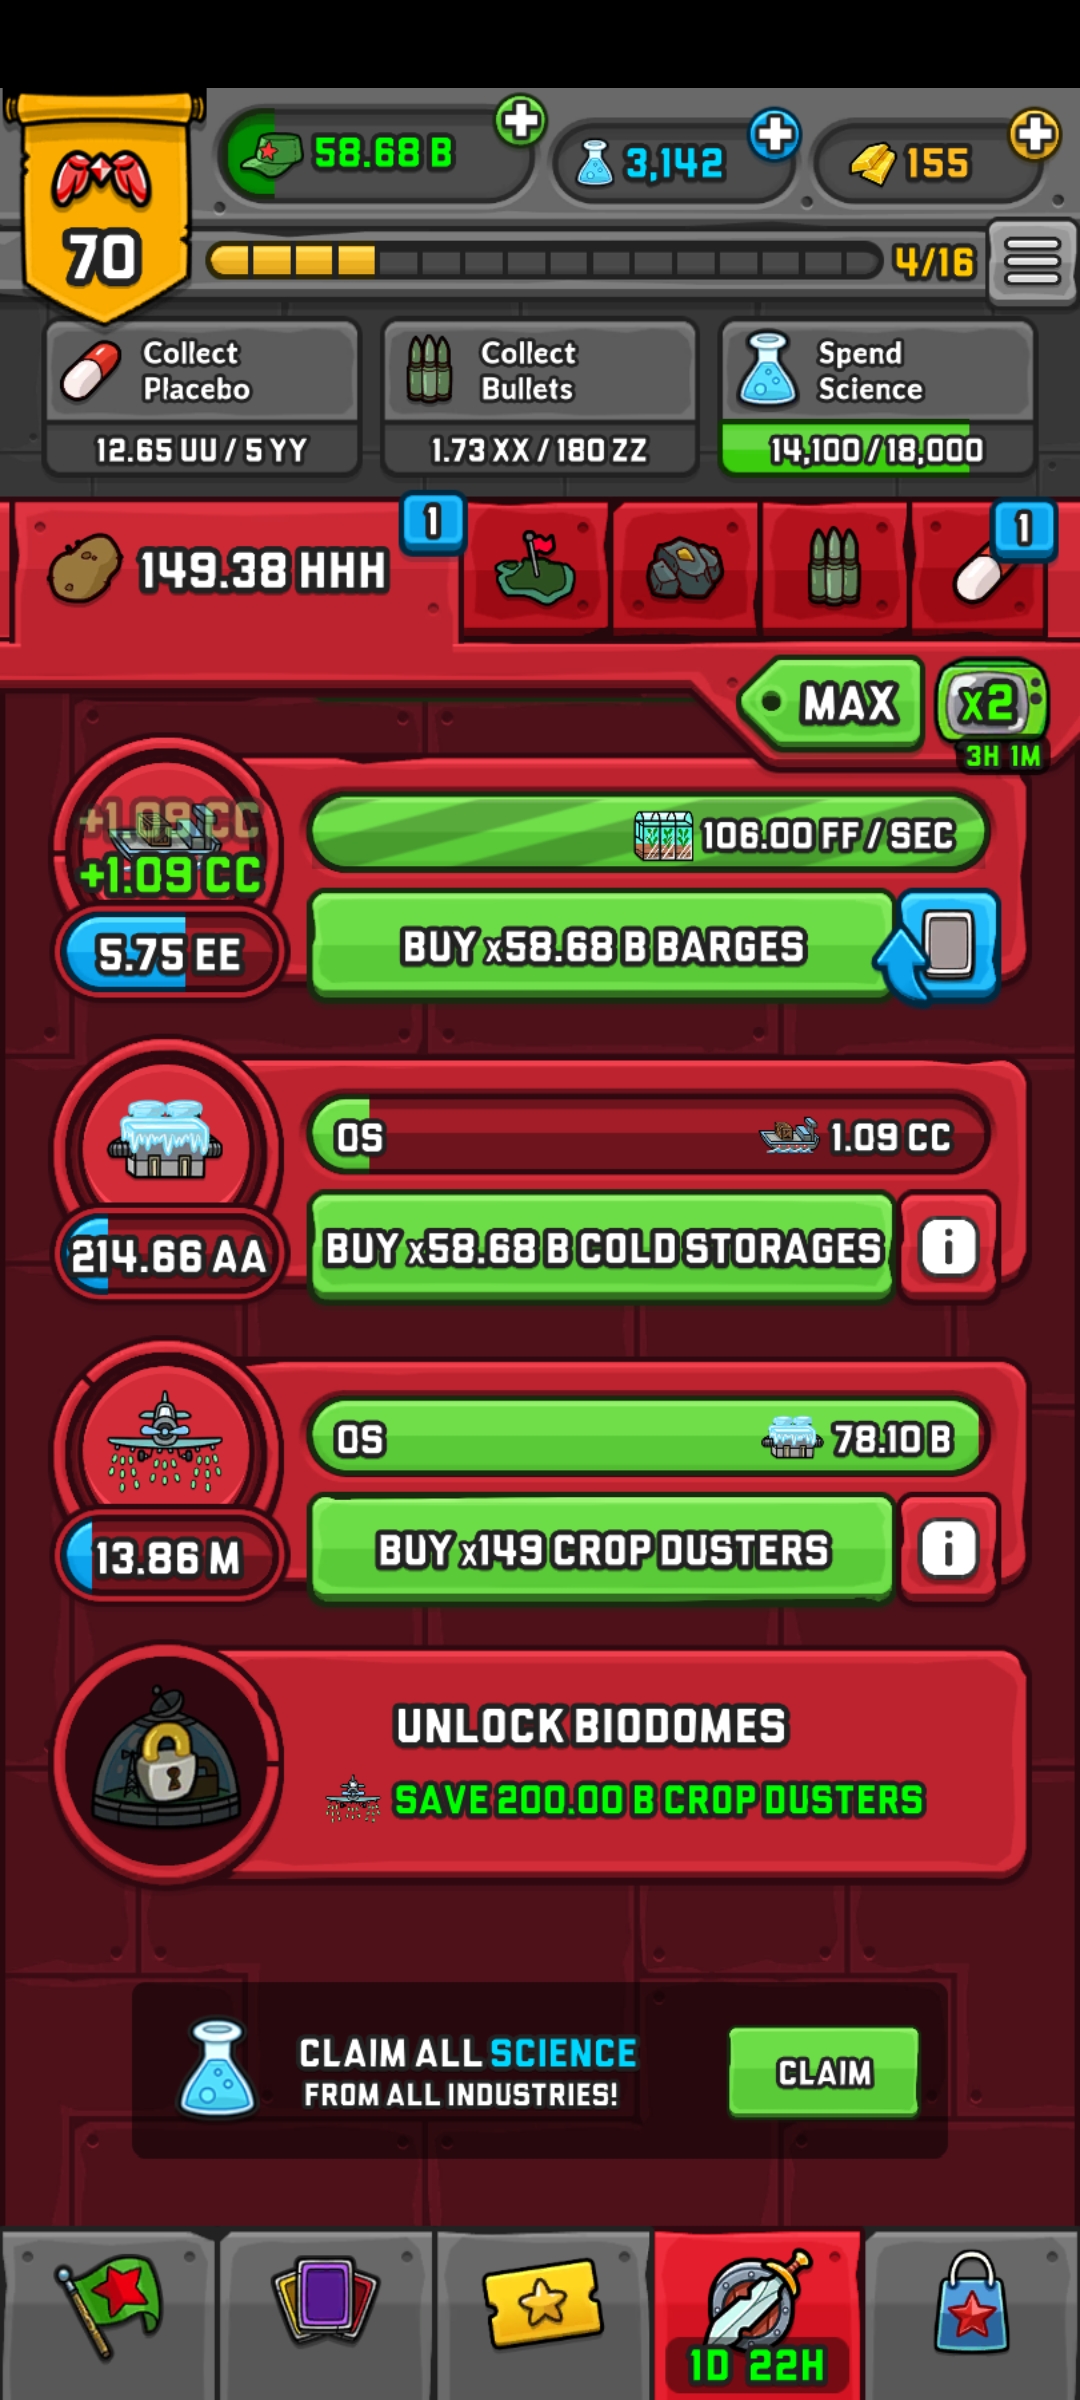 58.68 B
3,142
155
70
4/16
Collect
Placebo
12.65 UU / 5 YY
Collect
Bullets
1.73 XX / 180 ZZ
Spend
Science
14,100 / 18,000
149.38 HHH
1
1
MAX
x2
3H 1M
+1.09 CC
+1.09 CC
5.75 EE
106.00 FF / SEC
BUY x58.68 B BARGES
214.66 AA
0S
1.09 CC
BUY x58.68 B COLD STORAGES
i
13.86 M
0S
78.10 B
BUY x149 CROP DUSTERS
i
UNLOCK BIODOMES
SAVE 200.00 B CROP DUSTERS
CLAIM ALL SCIENCE
FROM ALL INDUSTRIES!
CLAIM
1D 22H